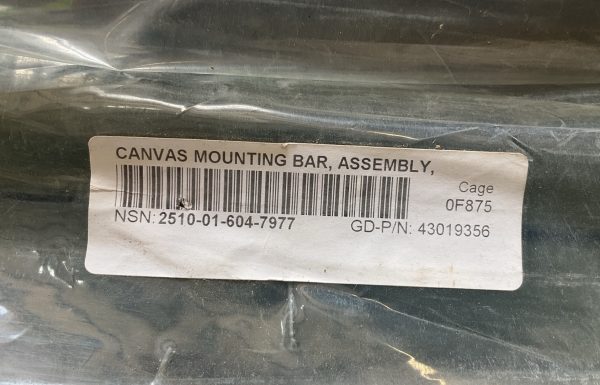 CANVAS MOUNTING BAR, ASSEMBLY,
Cage
0F875
NSN: 2510-01-604-7977
GD-P/N: 43019356